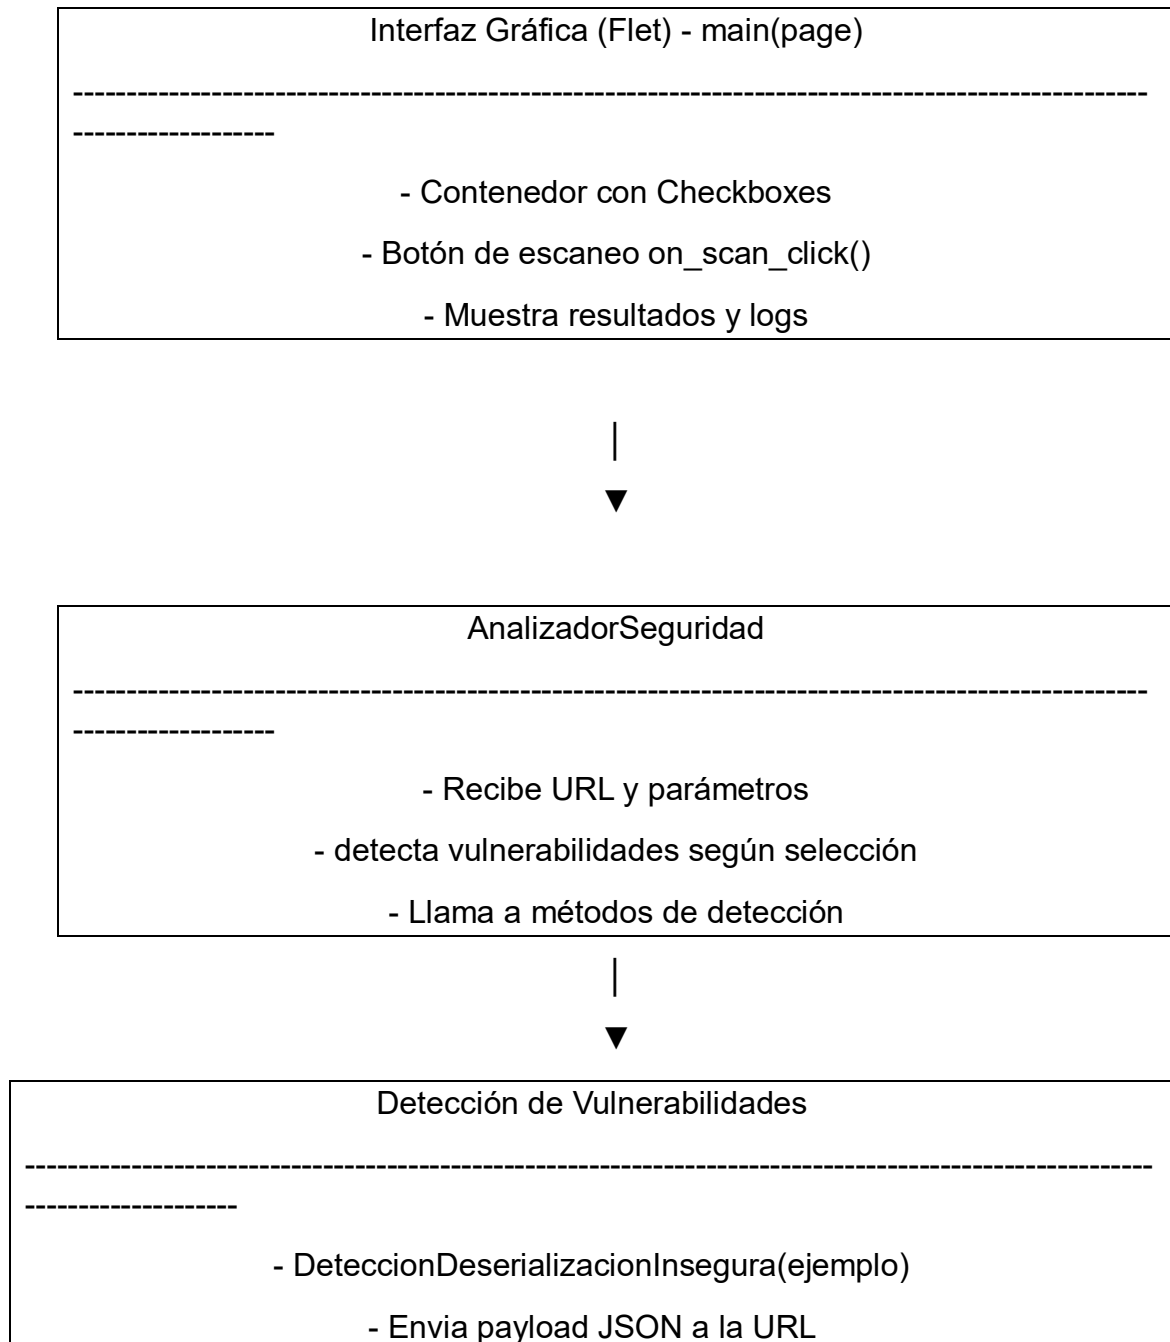 Interfaz Gráfica (Flet) - main(page)
----------------------------------------------------------------------------------------------------
-------------------
- Contenedor con Checkboxes
- Botón de escaneo on_scan_click()
- Muestra resultados y logs
|
▼
AnalizadorSeguridad
----------------------------------------------------------------------------------------------------
-------------------
- Recibe URL y parámetros
- detecta vulnerabilidades según selección
- Llama a métodos de detección
|
▼
Detección de Vulnerabilidades
---------------------------------------------------------------------------------------------------------
--------------------
- DeteccionDeserializacionInsegura(ejemplo)
- Envia payload JSON a la URL